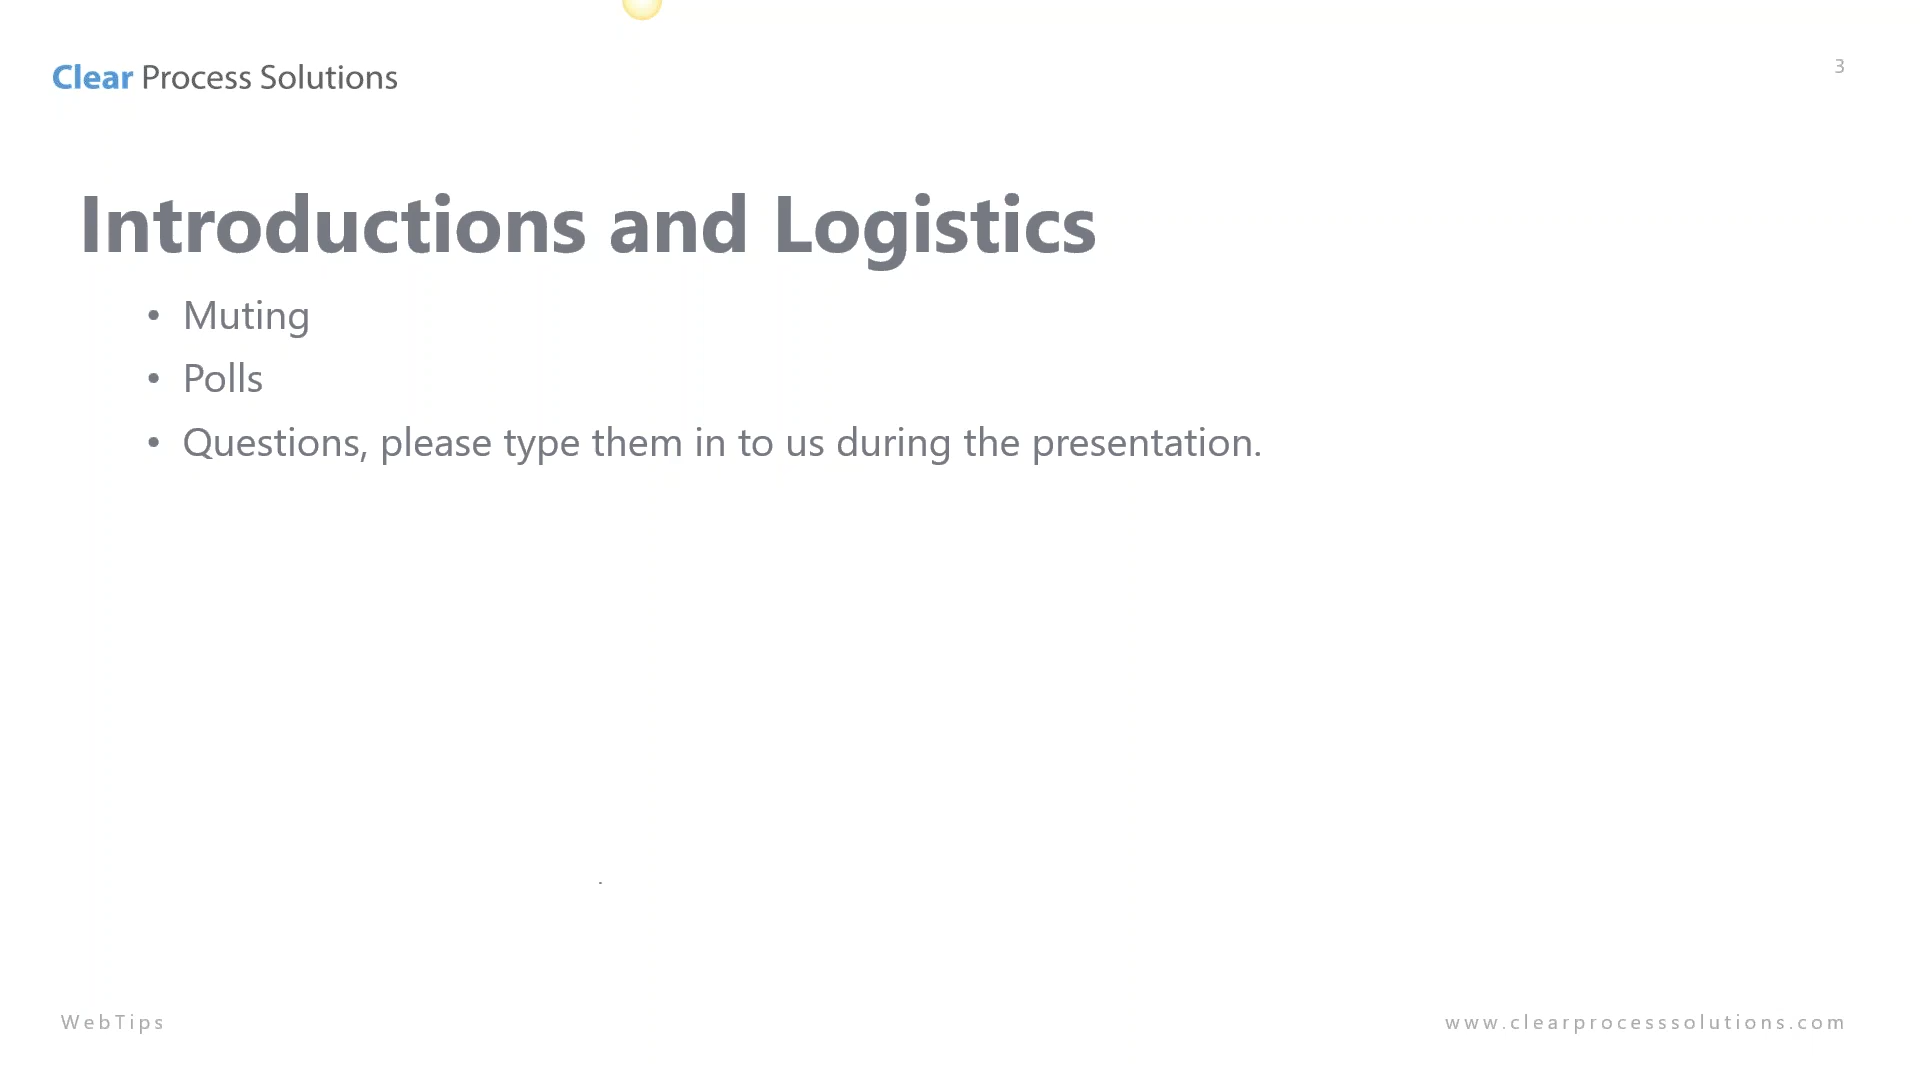 Clear Process Solutions
3
Introductions and Logistics
• Muting
• Polls
• Questions, please type them in to us during the presentation.
WebTips
www.clearprocesssolutions.com